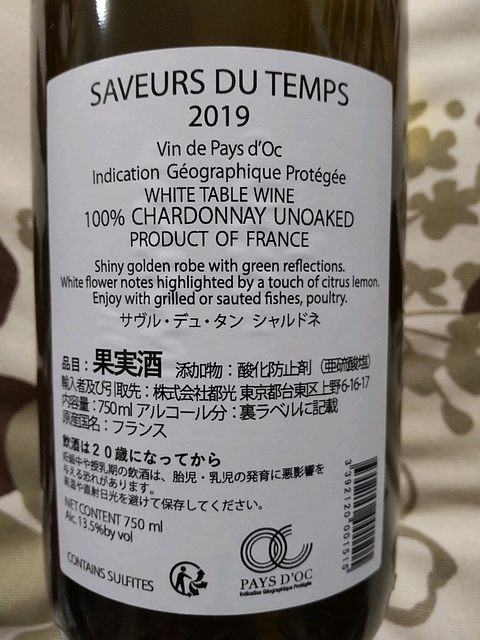 SAVEURS DU TEMPS
2019
Vin de Pays d'Oc
Indication Géographique Protégée
WHITE TABLE WINE
100% CHARDONNAY UNOAKED
PRODUCT OF FRANCE
Shiny golden robe with green reflections.
White flower notes highlighted by a touch of citrus lemon.
Enjoy with grilled or sauted fishes, poultry.
サヴル・デュ・タン シャルドネ
品目：果実酒 添加物：酸化防止剤（亜硫酸塩）
輸入者及び引取先：株式会社都光 東京都台東区上野6-16-17
内容量：750ml アルコール分：裏ラベルに記載
原産国名：フランス
飲酒は20歳になってから
妊娠中や授乳期の飲酒は、胎児・乳児の発育に悪影響を
与える恐れがあります。
高温や直射日光を避けて保存してください。
NET CONTENT 750 ml
Alc. 13.5% by vol
CONTAINS SULFITES
PAYS D'OC
Indication Géographique Protégée
3 792120 001515